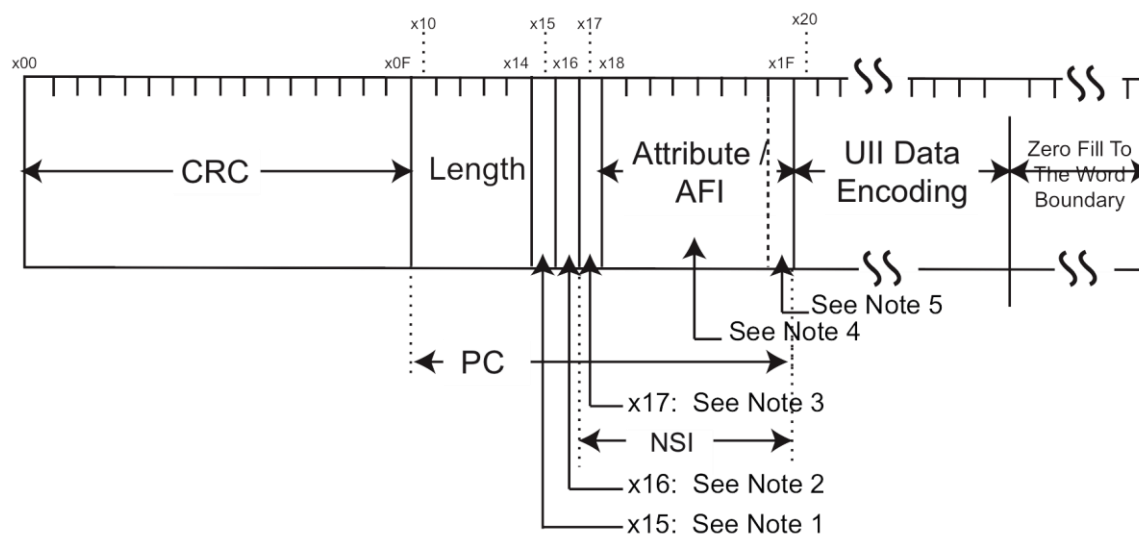 x10
x15
x17
x20
x00
x0F
x14
x16
x18
x1F
CRC
Length
Attribute /
AFI
UII Data
Encoding
Zero Fill To
The Word
Boundary
See Note 5
See Note 4
PC
x17: See Note 3
NSI
x16: See Note 2
x15: See Note 1